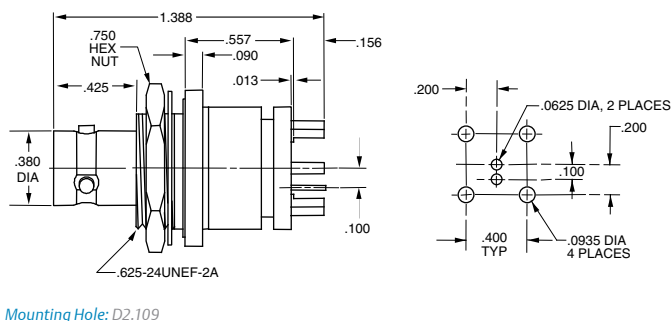 1.388
.750
HEX
NUT
.557
.156
.090
.013
.425
.380
DIA
.100
.625-24UNEF-2A
.200
.0625 DIA, 2 PLACES
.200
.100
.400
TYP
.0935 DIA
4 PLACES
Mounting Hole: D2.109